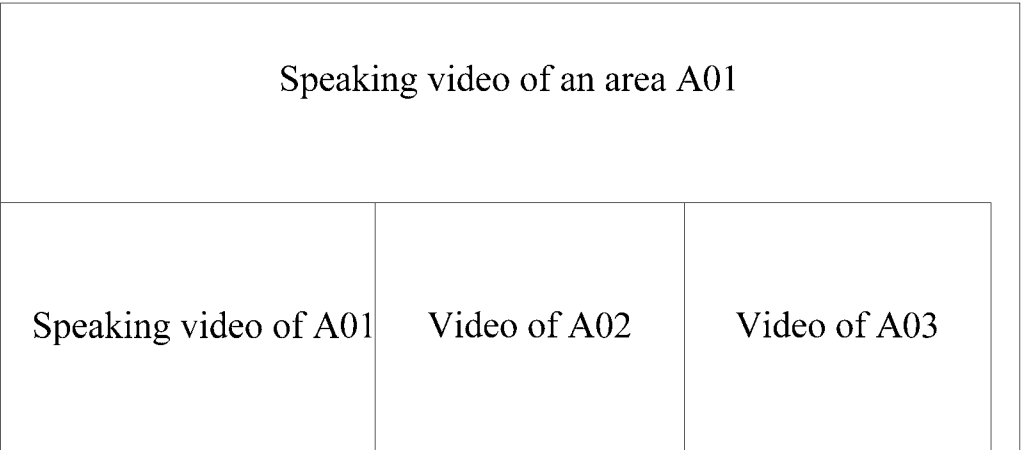 Speaking video of an area A01
Speaking video of A01
Video of A02
Video of A03